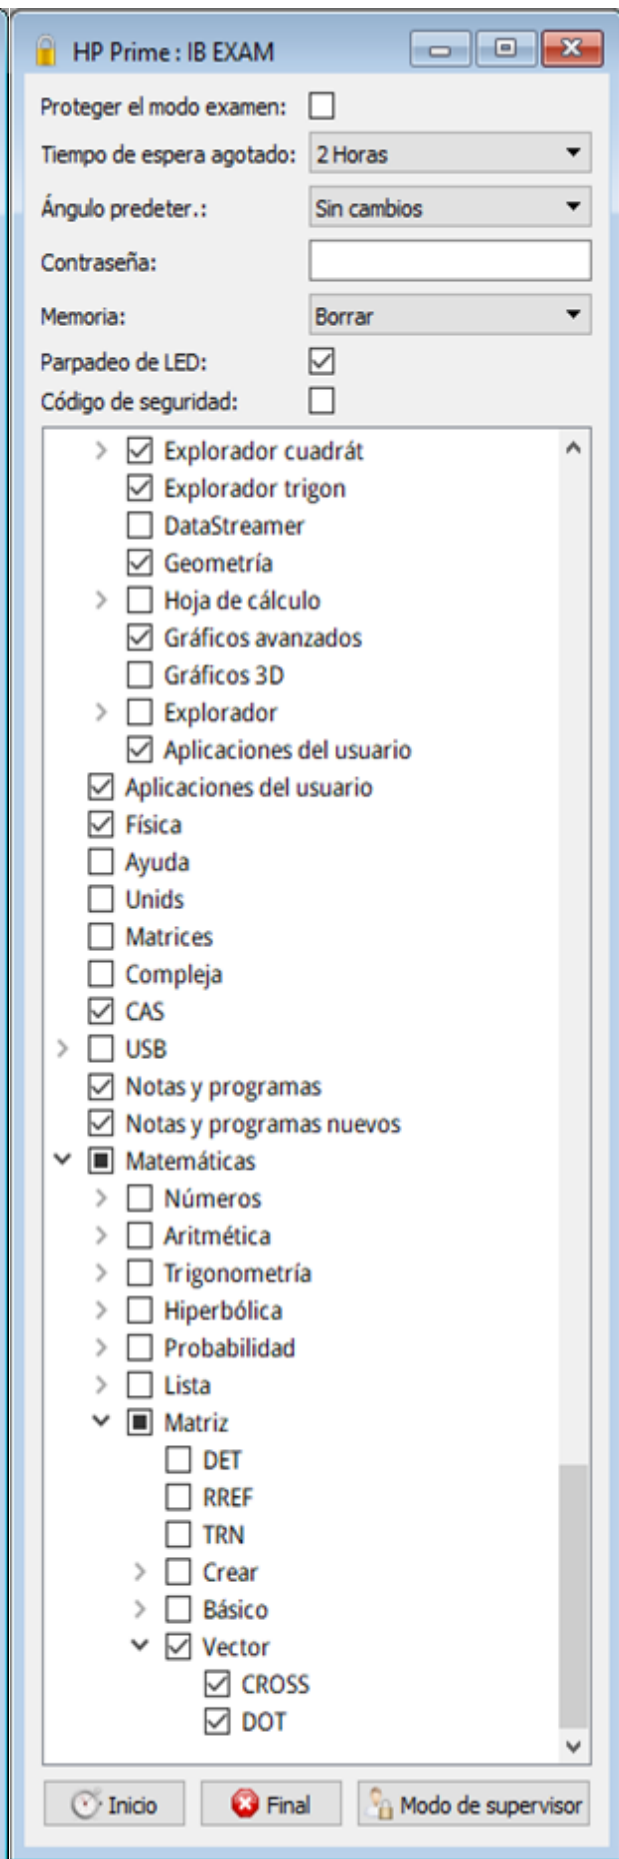 HP Prime : IB EXAM
Proteger el modo examen:
Tiempo de espera agotado: 2 Horas
Ángulo predeter.: Sin cambios
Contraseña:
Memoria: Borrar
Parpadeo de LED:
Código de seguridad:
Explorador cuadrát
Explorador trigon
DataStreamer
Geometría
Hoja de cálculo
Gráficos avanzados
Gráficos 3D
Explorador
Aplicaciones del usuario
Aplicaciones del usuario
Física
Ayuda
Unids
Matrices
Compleja
CAS
USB
Notas y programas
Notas y programas nuevos
Matemáticas
Números
Aritmética
Trigonometría
Hiperbólica
Probabilidad
Lista
Matriz
DET
RREF
TRN
Crear
Básico
Vector
CROSS
DOT
Inicio Final Modo de supervisor